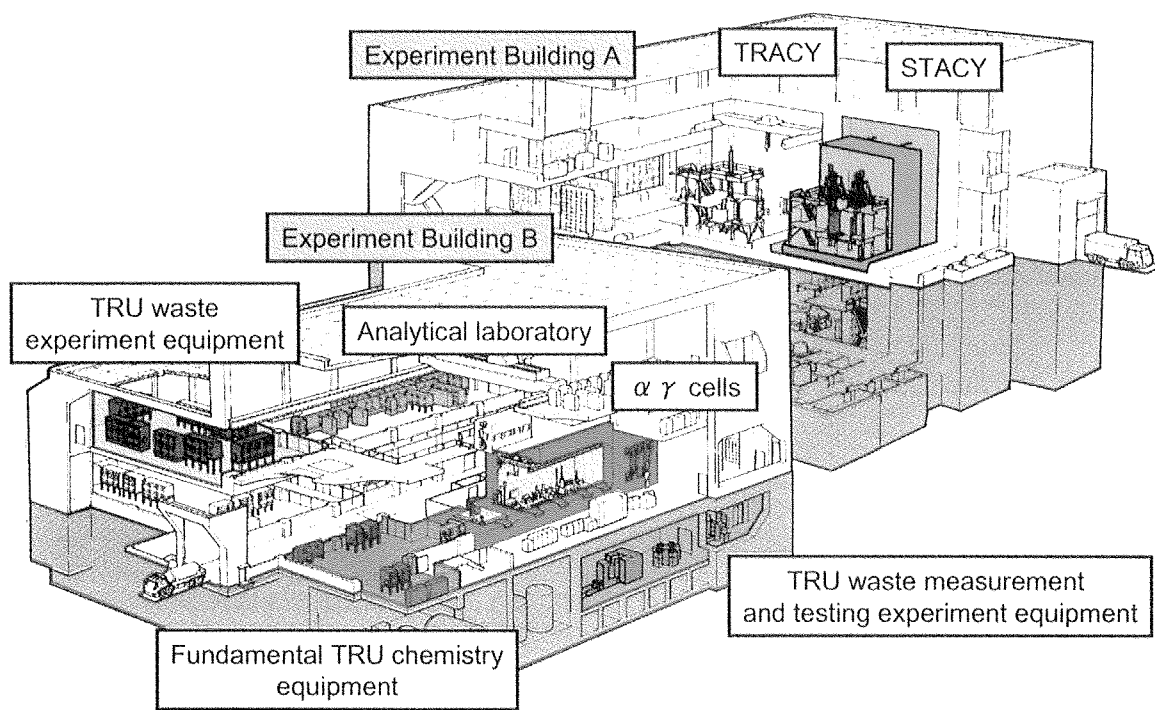 Experiment Building A
TRACY
STACY
Experiment Building B
TRU waste
experiment equipment
Analytical laboratory
α γ cells
TRU waste measurement
and testing experiment equipment
Fundamental TRU chemistry
equipment